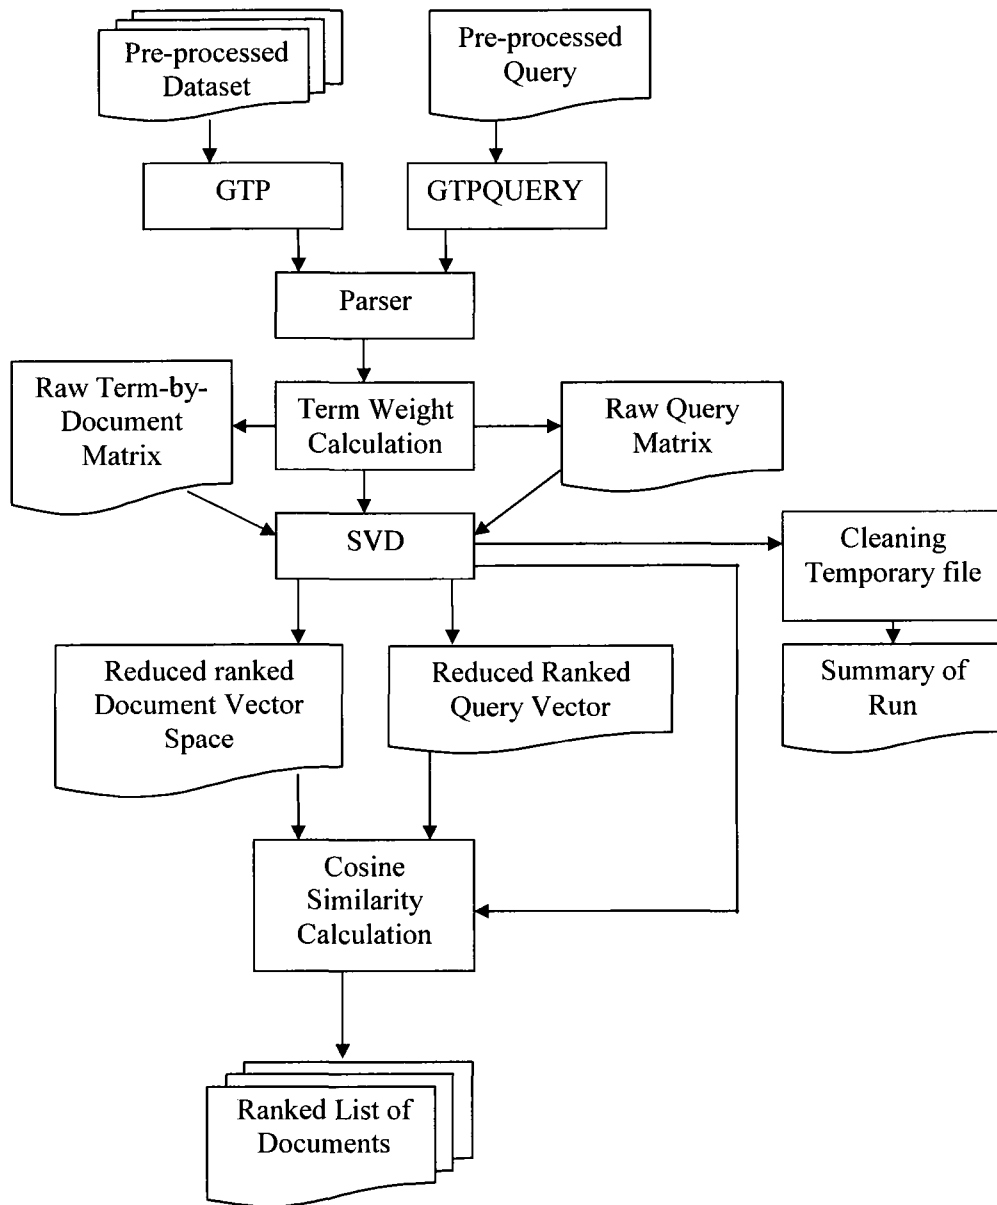 Pre-processed
Dataset
Pre-processed
Query
GTP
GTPQUERY
Parser
Raw Term-by-
Document
Matrix
Term Weight
Calculation
Raw Query
Matrix
SVD
Cleaning
Temporary file
Reduced ranked
Document Vector
Space
Reduced Ranked
Query Vector
Summary of
Run
Cosine
Similarity
Calculation
Ranked List of
Documents